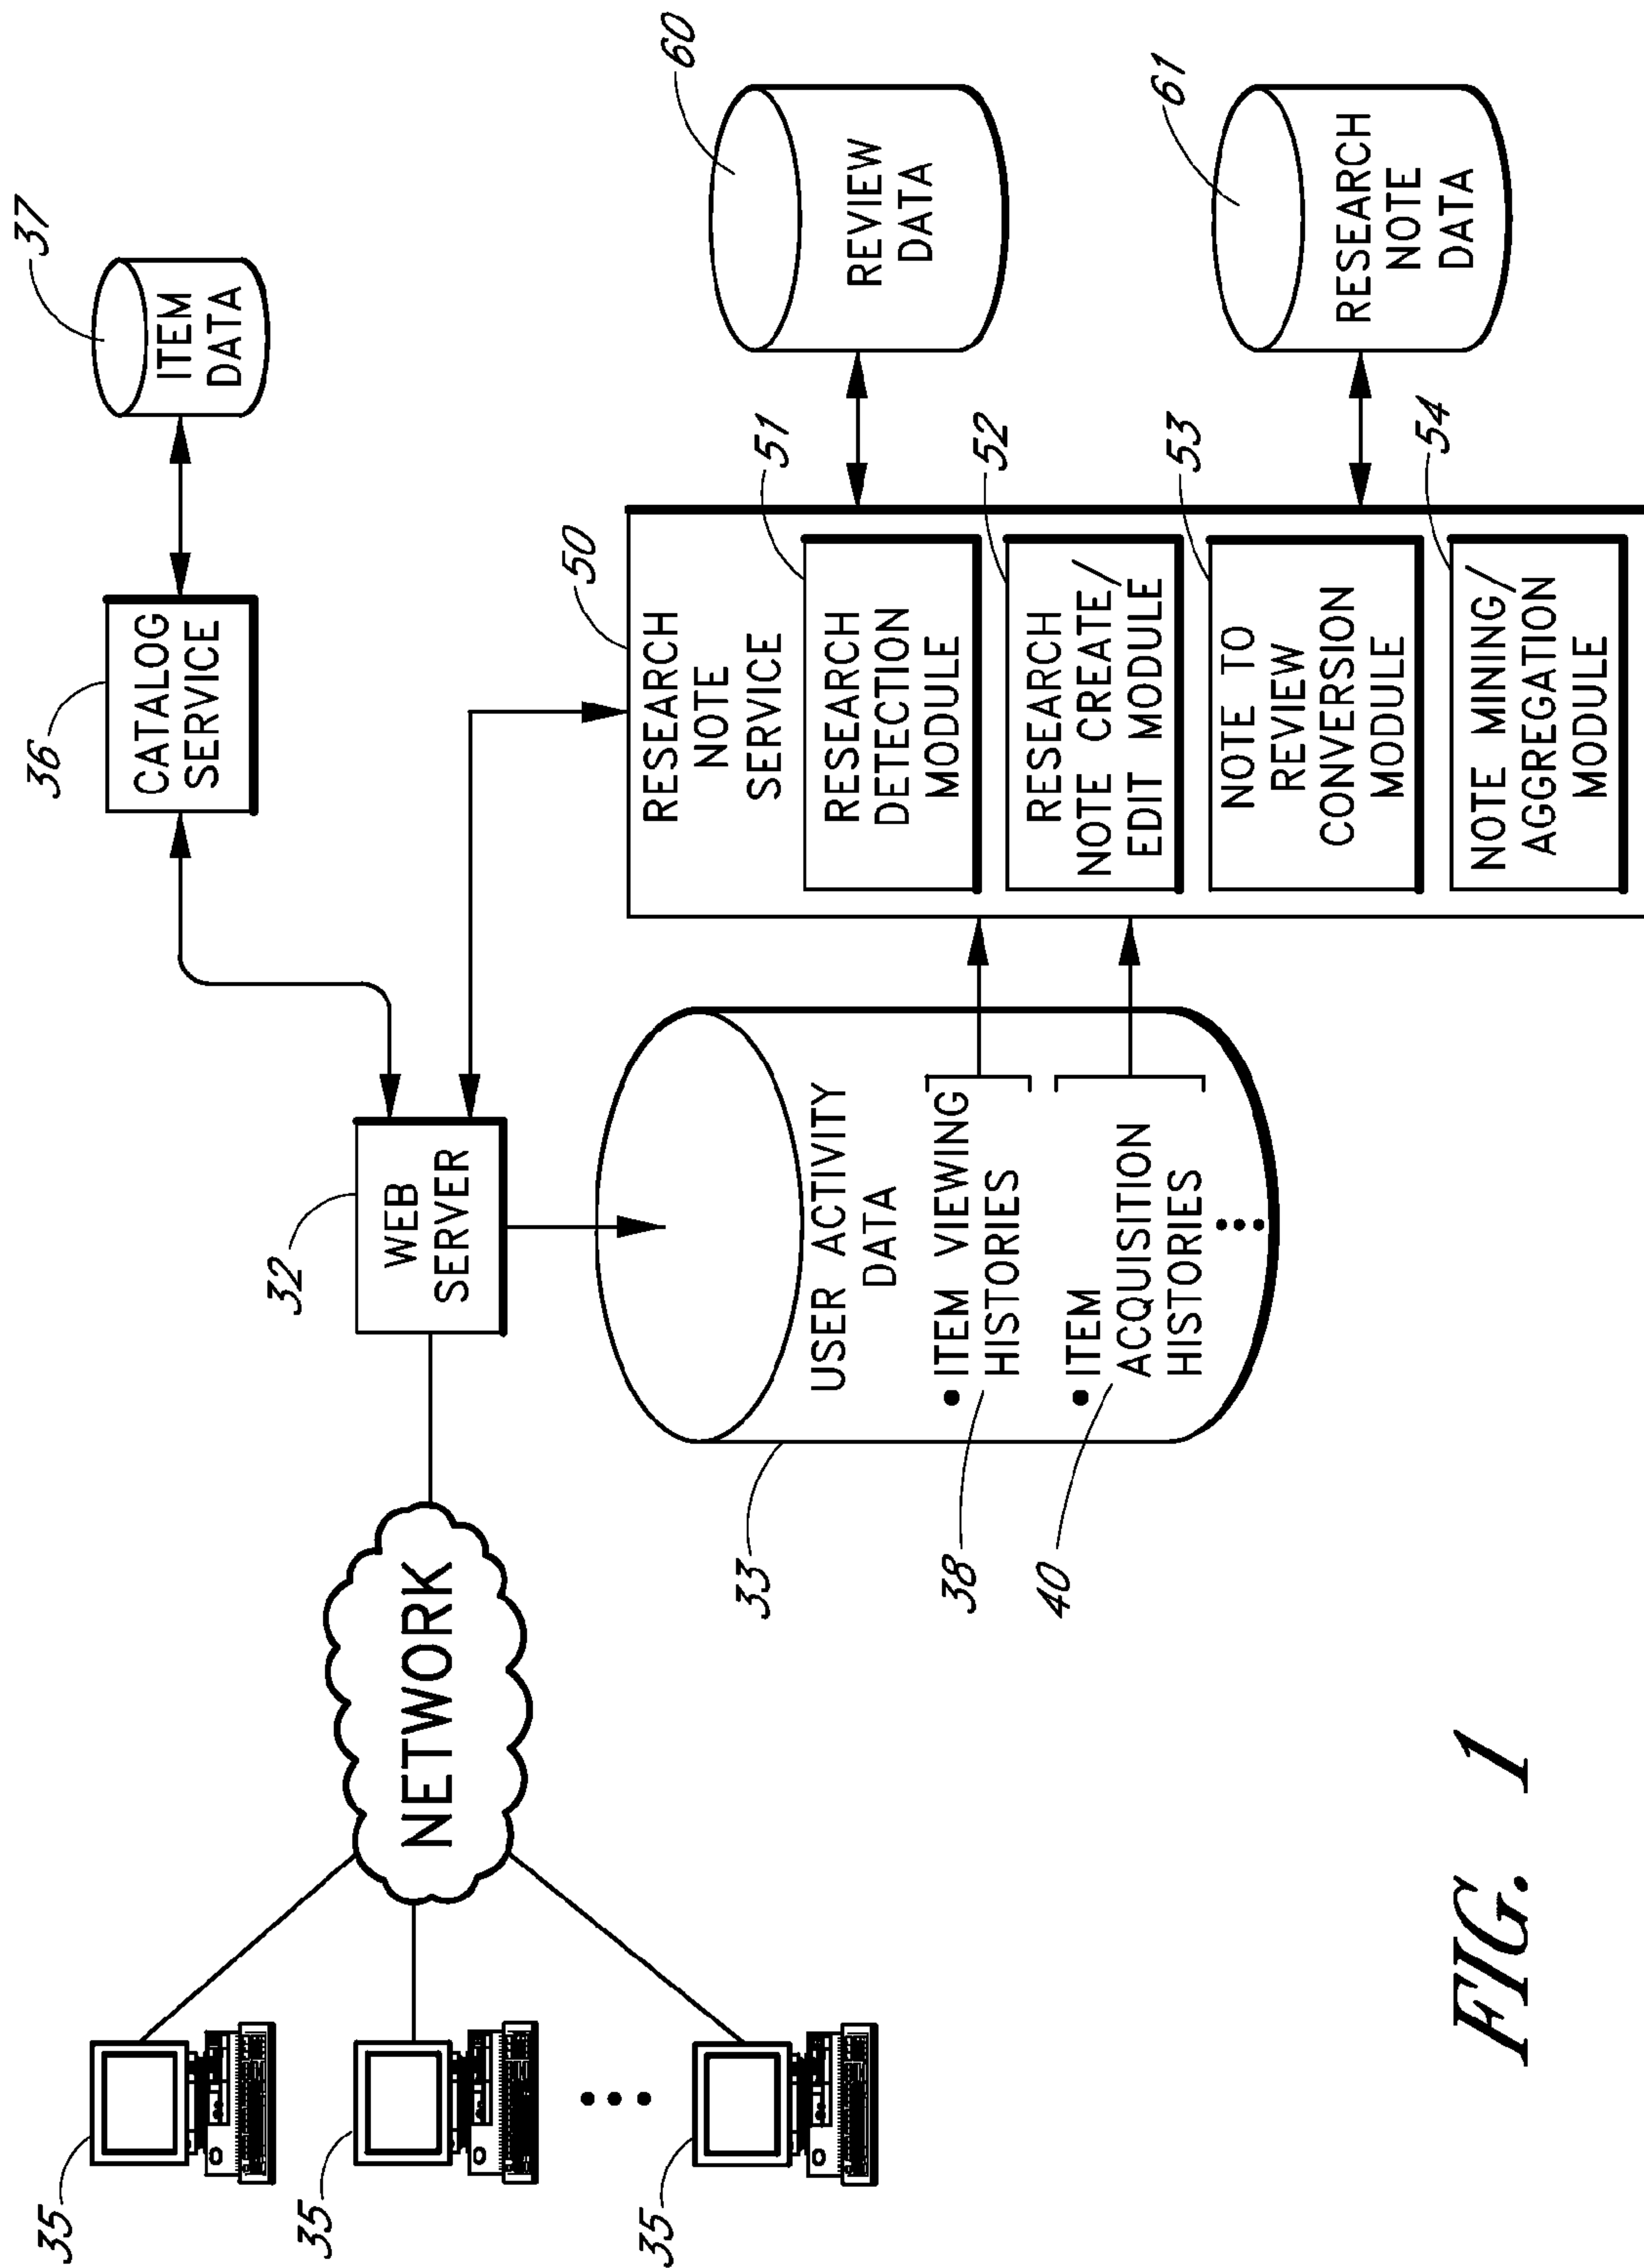 35
35
35
NETWORK
32
WEB
SERVER
36
CATALOG
SERVICE
37
ITEM
DATA
33
USER ACTIVITY
DATA
38
• ITEM VIEWING
HISTORIES
40
• ITEM
ACQUISITION
HISTORIES
50
RESEARCH
NOTE
SERVICE
51
RESEARCH
DETECTION
MODULE
52
RESEARCH
NOTE CREATE/
EDIT MODULE
53
NOTE TO
REVIEW
CONVERSION
MODULE
54
NOTE MINING/
AGGREGATION
MODULE
60
REVIEW
DATA
61
RESEARCH
NOTE
DATA
FIG. 1